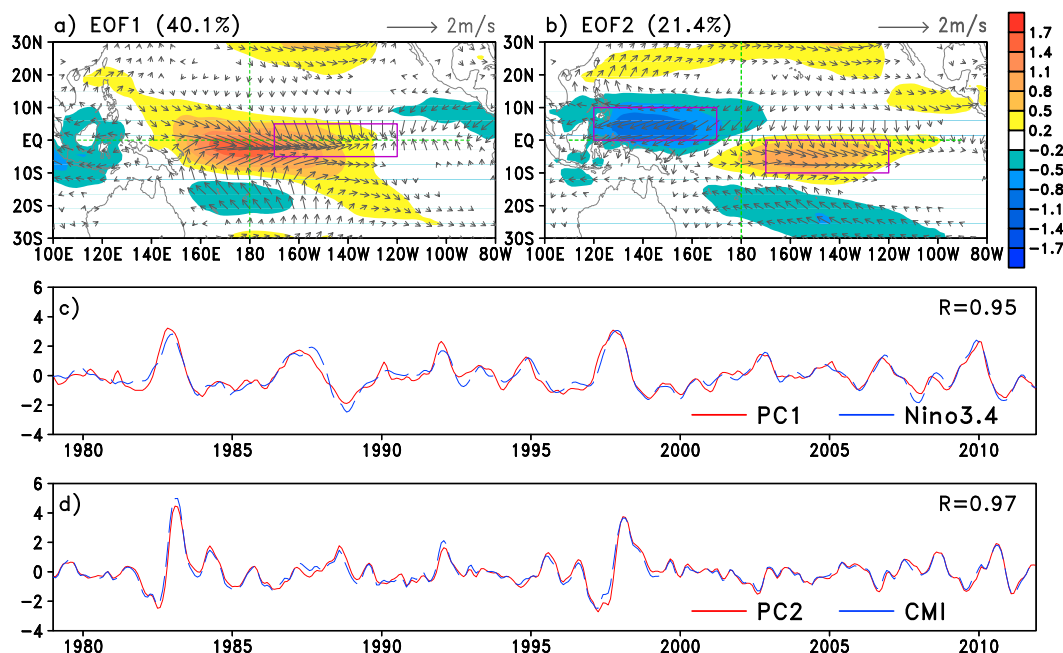 a) EOF1 (40.1%) 2m/s
b) EOF2 (21.4%) 2m/s
30N
20N
10N
EQ
10S
20S
30S
100E 120E 140E 160E 180 160W 140W 120W 100W 80W
30N
20N
10N
EQ
10S
20S
30S
100E 120E 140E 160E 180 160W 140W 120W 100W 80W
1.7
1.4
1.1
0.8
0.5
0.2
-0.2
-0.5
-0.8
-1.1
-1.4
-1.7
c) R=0.95
6
4
2
0
-2
-4
PC1 Nino3.4
1980 1985 1990 1995 2000 2005 2010
d) R=0.97
6
4
2
0
-2
-4
PC2 CMI
1980 1985 1990 1995 2000 2005 2010